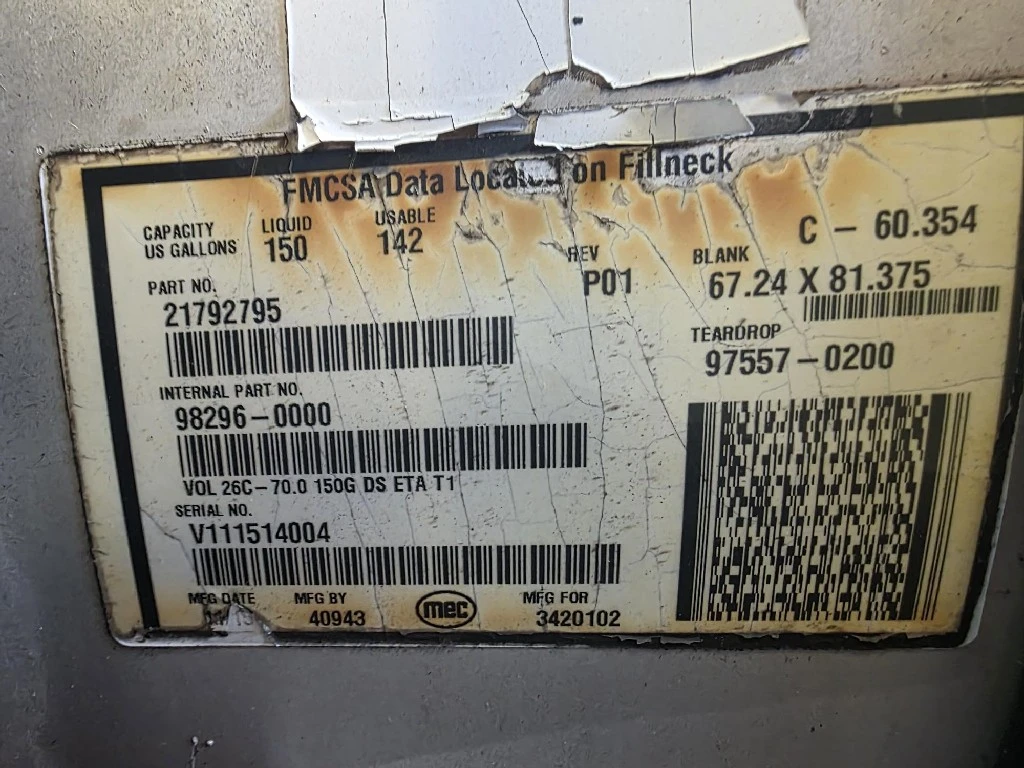 FMCSA Data Located on Fillneck
CAPACITY US GALLONS
LIQUID 150
USABLE 142
REV P01
BLANK
C - 60.354
67.24 X 81.375
PART NO.
21792795
TEARDROP
97557-0200
INTERNAL PART NO.
98296-0000
VOL 26C-70.0 150G DS ETA T1
SERIAL NO.
V111514004
MFG DATE
MFG BY
40943
mec
MFG FOR
3420102